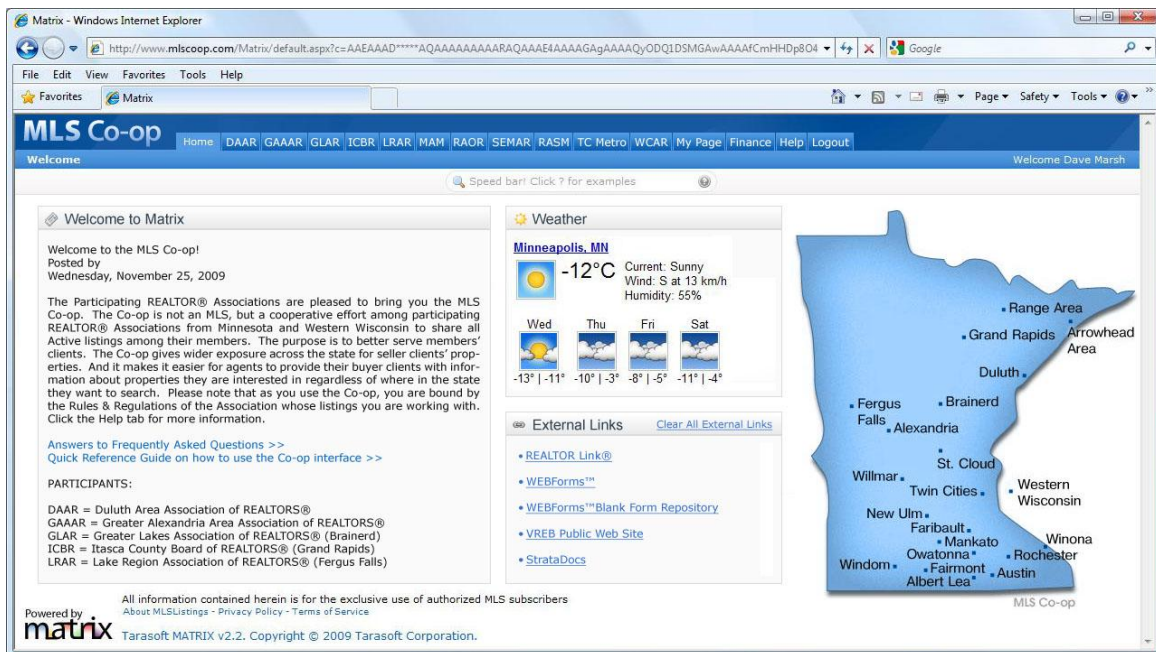 Matrix - Windows Internet Explorer
http://www.mlscoop.com/Matrix/default.aspx?c=AAEAAAD*****AQAAAAAAAAARAQAAAE4AAAAGAgAAAAQyODQ1DSMGAwAAAAfCmHHDp8O4
Google
File Edit View Favorites Tools Help
Favorites Matrix
Page Safety Tools
MLS Co-op
Home DAAR GAAAR GLAR ICBR LRAR MAM RAOR SEMAR RASM TC Metro WCAR My Page Finance Help Logout
Welcome
Welcome Dave Marsh
Speed bar! Click ? for examples
Welcome to Matrix
Welcome to the MLS Co-op!
Posted by
Wednesday, November 25, 2009
The Participating REALTOR® Associations are pleased to bring you the MLS
Co-op. The Co-op is not an MLS, but a cooperative effort among participating
REALTOR® Associations from Minnesota and Western Wisconsin to share all
Active listings among their members. The purpose is to better serve members'
clients. The Co-op gives wider exposure across the state for seller clients' prop-
erties. And it makes it easier for agents to provide their buyer clients with infor-
mation about properties they are interested in regardless of where in the state
they want to search. Please note that as you use the Co-op, you are bound by
the Rules & Regulations of the Association whose listings you are working with.
Click the Help tab for more information.
Answers to Frequently Asked Questions >>
Quick Reference Guide on how to use the Co-op interface >>
PARTICIPANTS:
DAAR = Duluth Area Association of REALTORS®
GAAAR = Greater Alexandria Area Association of REALTORS®
GLAR = Greater Lakes Association of REALTORS® (Brainerd)
ICBR = Itasca County Board of REALTORS® (Grand Rapids)
LRAR = Lake Region Association of REALTORS® (Fergus Falls)
Weather
Minneapolis, MN
-12°C
Current: Sunny
Wind: S at 13 km/h
Humidity: 55%
Wed Thu Fri Sat
-13° | -11° -10° | -3° -8° | -5° -11° | -4°
External Links
Clear All External Links
• REALTOR Link®
• WEBForms™
• WEBForms™Blank Form Repository
• VREB Public Web Site
• StrataDocs
Range Area
Grand Rapids
Arrowhead
Area
Duluth
Fergus
Falls
Brainerd
Alexandria
St. Cloud
Willmar
Twin Cities
Western
Wisconsin
New Ulm
Faribault
Mankato
Winona
Owatonna
Rochester
Windom
Fairmont
Albert Lea
Austin
MLS Co-op
All information contained herein is for the exclusive use of authorized MLS subscribers
About MLSListings - Privacy Policy - Terms of Service
Powered by
matrix
Tarasoft MATRIX v2.2. Copyright © 2009 Tarasoft Corporation.